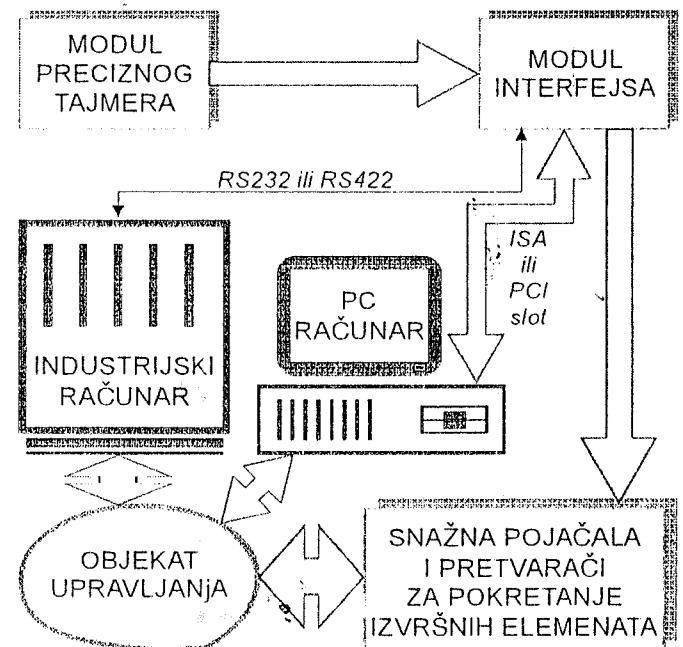 MODUL
PRECIZNOG
TAJMERA
MODUL
INTERFEJSA
RS232 ili RS422
ISA
ili
PCI
slot
PC
RAČUNAR
INDUSTRIJSKI
RAČUNAR
OBJEKAT
UPRAVLJANjA
SNAŽNA POJAČALA
I PRETVARAČI
ZA POKRETANJE
IZVRŠNIH ELEMENATA